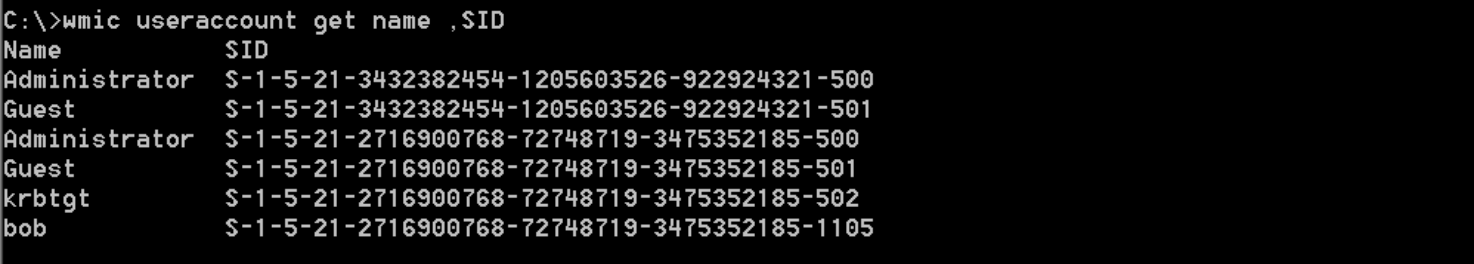 C:\>wmic useraccount get name ,SID
Name SID
Administrator S-1-5-21-3432382454-1205603526-922924321-500
Guest S-1-5-21-3432382454-1205603526-922924321-501
Administrator S-1-5-21-2716900768-72748719-3475352185-500
Guest S-1-5-21-2716900768-72748719-3475352185-501
krbtgt S-1-5-21-2716900768-72748719-3475352185-502
bob S-1-5-21-2716900768-72748719-3475352185-1105